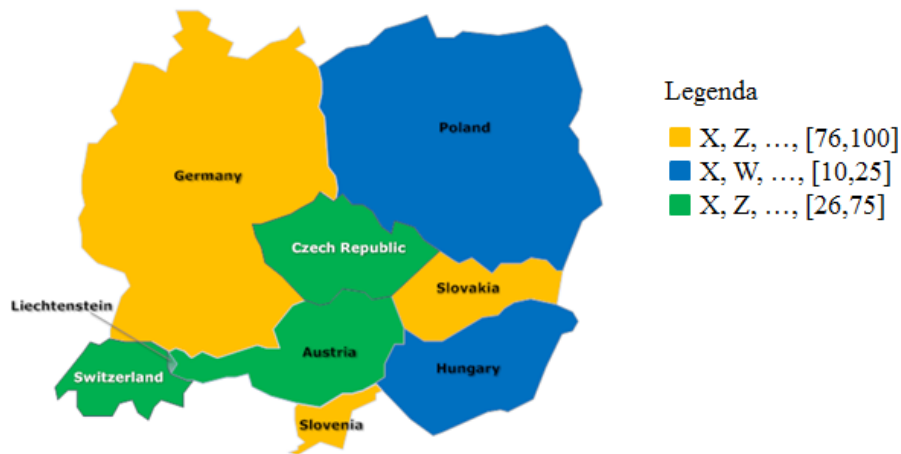 Poland
Germany
Czech Republic
Slovakia
Liechtenstein
Austria
Hungary
Switzerland
Slovenia
Legenda
X, Z, …, [76,100]
X, W, …, [10,25]
X, Z, …, [26,75]